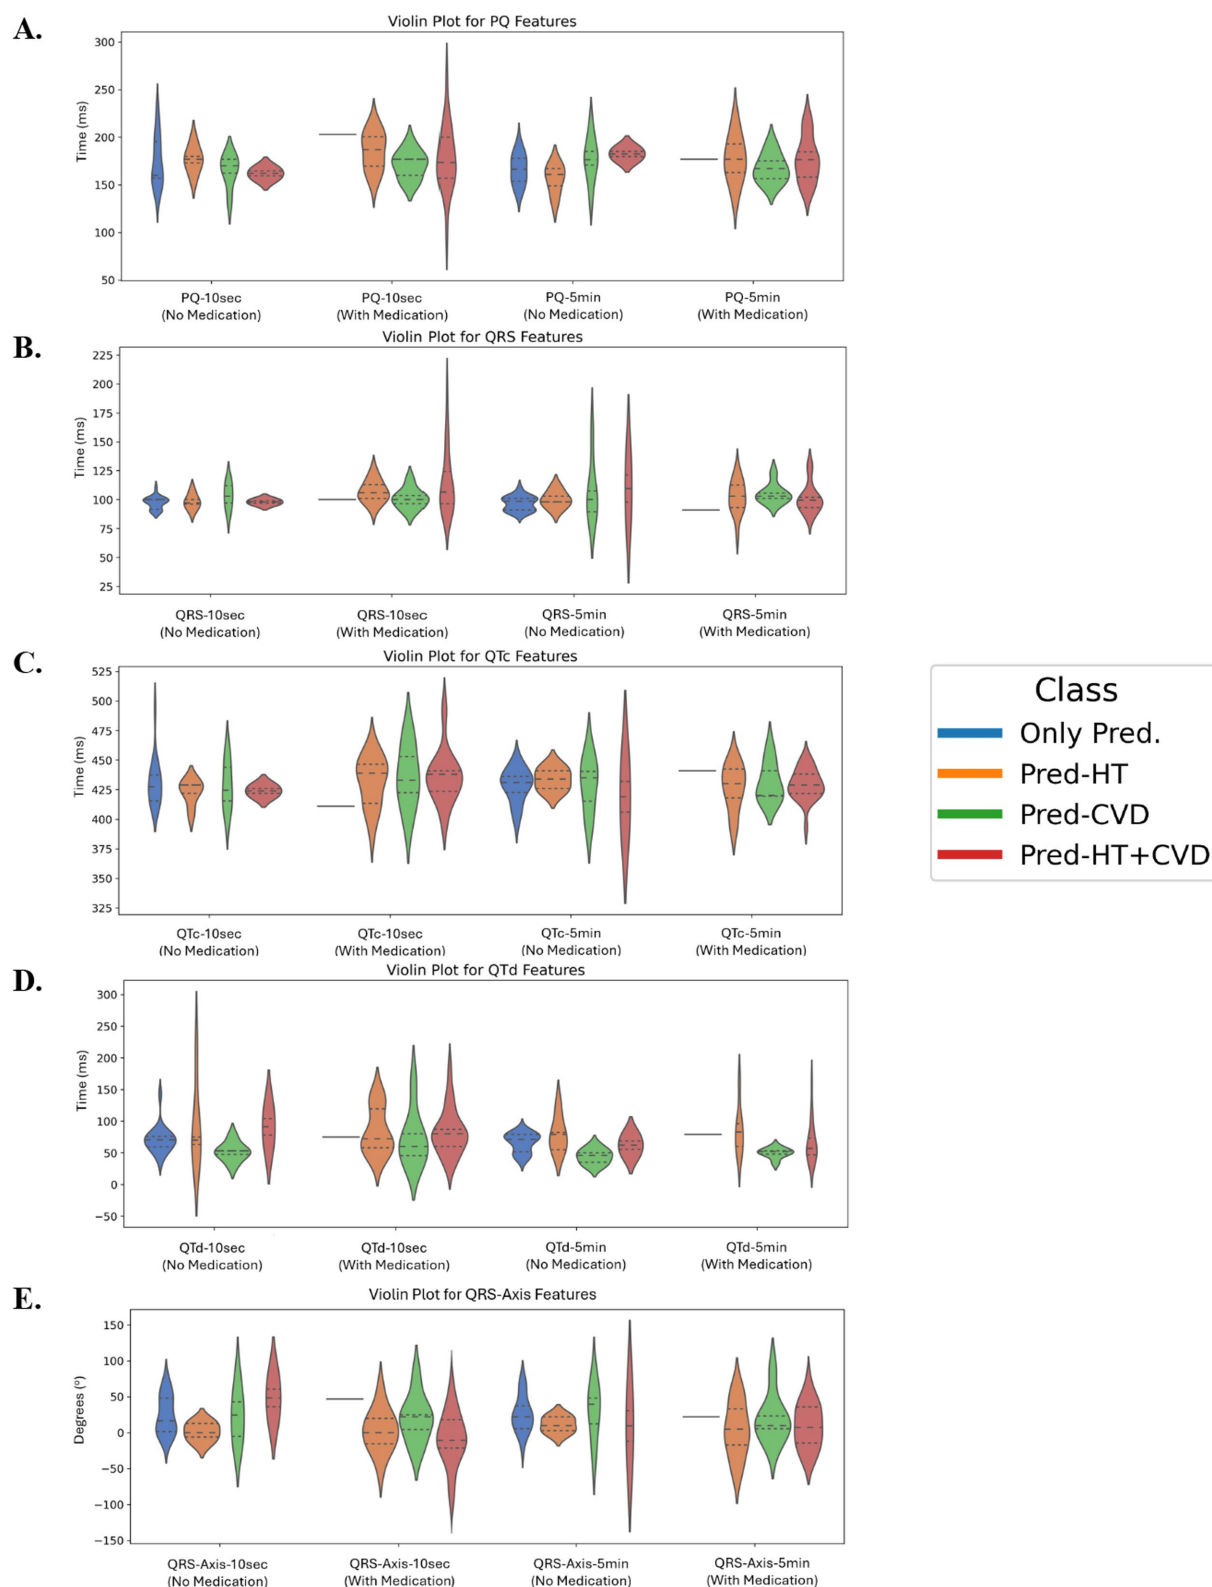 A.
Violin Plot for PQ Features
Time (ms)
300
250
200
150
100
50
PQ-10sec
(No Medication)
PQ-10sec
(With Medication)
PQ-5min
(No Medication)
PQ-5min
(With Medication)
B.
Violin Plot for QRS Features
Time (ms)
225
200
175
150
125
100
75
50
25
QRS-10sec
(No Medication)
QRS-10sec
(With Medication)
QRS-5min
(No Medication)
QRS-5min
(With Medication)
C.
Violin Plot for QTc Features
Time (ms)
525
500
475
450
425
400
375
350
325
QTc-10sec
(No Medication)
QTc-10sec
(With Medication)
QTc-5min
(No Medication)
QTc-5min
(With Medication)
Class
Only Pred.
Pred-HT
Pred-CVD
Pred-HT+CVD
D.
Violin Plot for QTd Features
Time (ms)
300
250
200
150
100
50
0
−50
QTd-10sec
(No Medication)
QTd-10sec
(With Medication)
QTd-5min
(No Medication)
QTd-5min
(With Medication)
E.
Violin Plot for QRS-Axis Features
Degrees (º)
150
100
50
0
−50
−100
−150
QRS-Axis-10sec
(No Medication)
QRS-Axis-10sec
(With Medication)
QRS-Axis-5min
(No Medication)
QRS-Axis-5min
(With Medication)